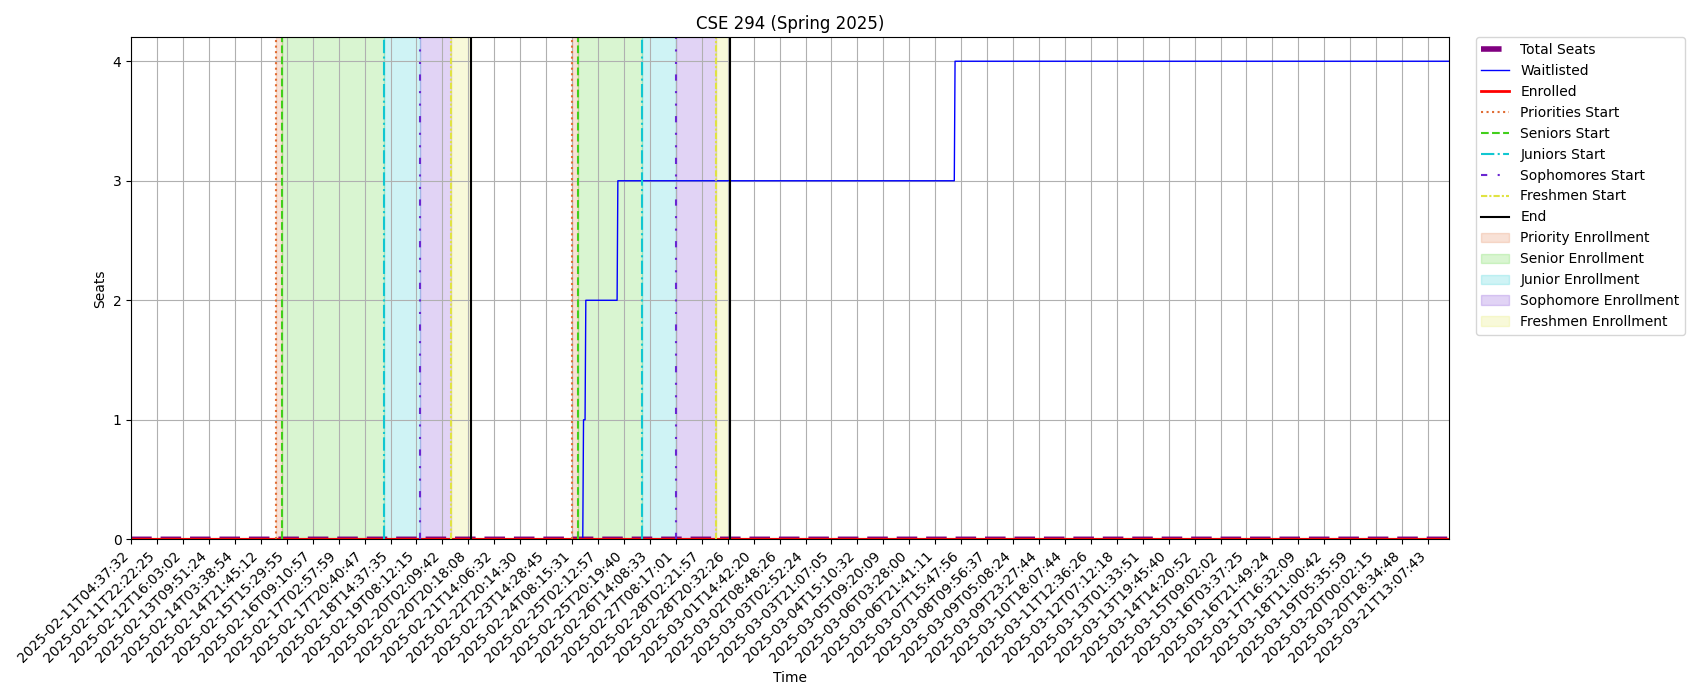 CSE 294 (Spring 2025)
Seats
4
3
2
1
0
2025-02-11T04:37:32
2025-02-11T22:22:25
2025-02-12T16:03:02
2025-02-13T09:51:24
2025-02-14T03:38:54
2025-02-14T21:45:12
2025-02-15T15:29:55
2025-02-16T09:10:57
2025-02-17T02:57:59
2025-02-17T20:40:47
2025-02-18T14:37:35
2025-02-19T08:12:15
2025-02-20T02:09:42
2025-02-20T20:18:08
2025-02-21T14:06:32
2025-02-22T20:14:30
2025-02-23T14:28:45
2025-02-24T08:15:31
2025-02-25T02:12:57
2025-02-25T20:19:40
2025-02-26T14:08:33
2025-02-27T08:17:01
2025-02-28T02:21:57
2025-02-28T20:32:26
2025-03-01T14:42:20
2025-03-02T08:48:26
2025-03-03T02:52:24
2025-03-03T21:07:05
2025-03-04T15:10:32
2025-03-05T09:20:09
2025-03-06T03:28:00
2025-03-06T21:41:11
2025-03-07T15:47:56
2025-03-08T09:56:37
2025-03-09T05:08:24
2025-03-09T23:27:44
2025-03-10T18:07:44
2025-03-11T12:36:26
2025-03-12T07:12:18
2025-03-13T01:33:51
2025-03-13T19:45:40
2025-03-14T14:20:52
2025-03-15T09:02:02
2025-03-16T03:37:25
2025-03-16T21:49:24
2025-03-17T16:32:09
2025-03-18T11:00:42
2025-03-19T05:35:59
2025-03-20T00:02:15
2025-03-20T18:34:48
2025-03-21T13:07:43
Time
Total Seats
Waitlisted
Enrolled
Priorities Start
Seniors Start
Juniors Start
Sophomores Start
Freshmen Start
End
Priority Enrollment
Senior Enrollment
Junior Enrollment
Sophomore Enrollment
Freshmen Enrollment